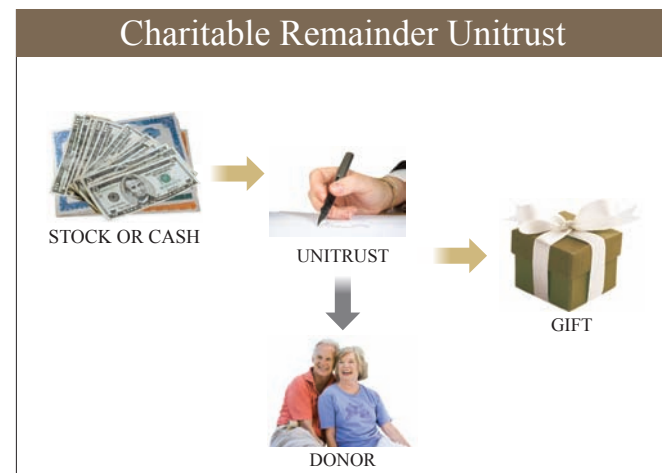 Charitable Remainder Unitrust
STOCK OR CASH
UNITRUST
GIFT
DONOR